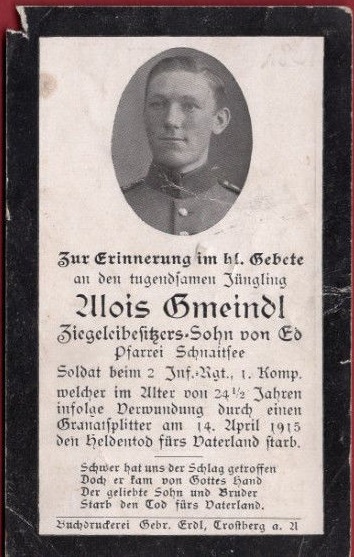 Zur Erinnerung im hl. Gebete
an den tugendsamen Jüngling
Alois Gmeindl
Ziegeleibesitzers-Sohn von Ed
Pfarrei Schnaitsee
Soldat beim 2 Inf.-Rgt., 1. Komp.
welcher im Alter von 24 1/2 Jahren
infolge Verwundung durch einen
Granatsplitter am 14. April 1915
den Heldentod fürs Vaterland starb.
Schwer hat uns der Schlag getroffen
Doch er kam von Gottes Hand
Der geliebte Sohn und Bruder
Starb den Tod fürs Vaterland.
Buchdruckerei Gebr. Erdl, Trostberg a. A